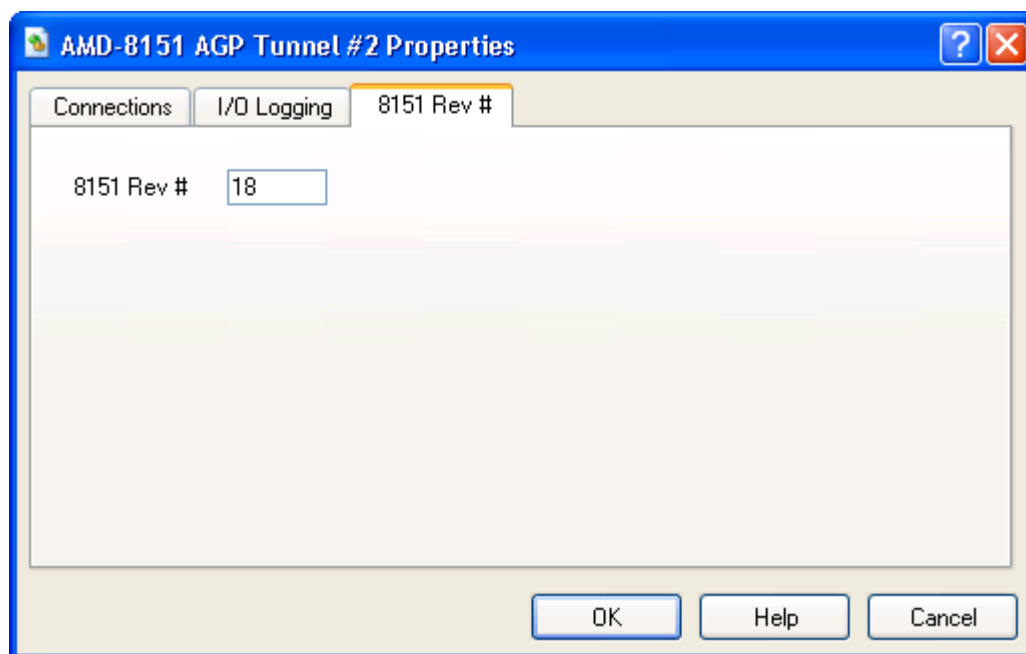 AMD-8151 AGP Tunnel #2 Properties
?
Connections I/O Logging 8151 Rev #
8151 Rev # 18
OK Help Cancel